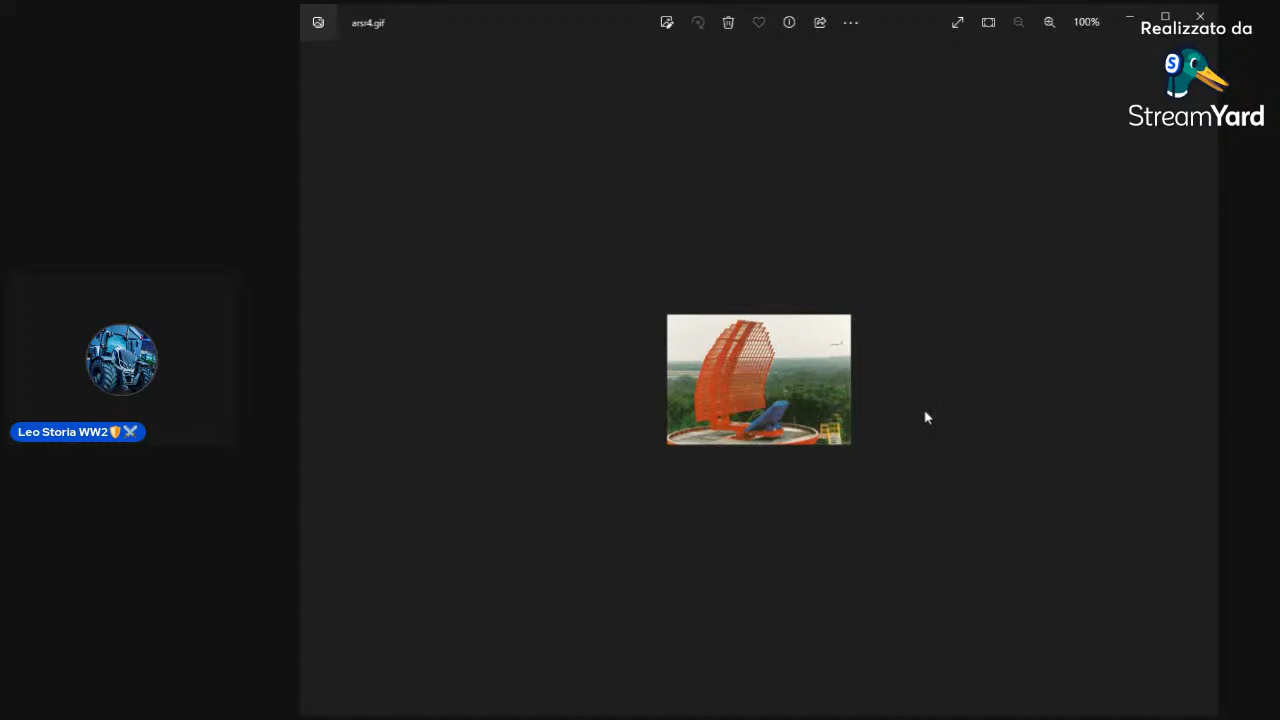 arsr4.gif
100%
Realizzato da
S
StreamYard
Leo Storia WW2🛡️⚔️